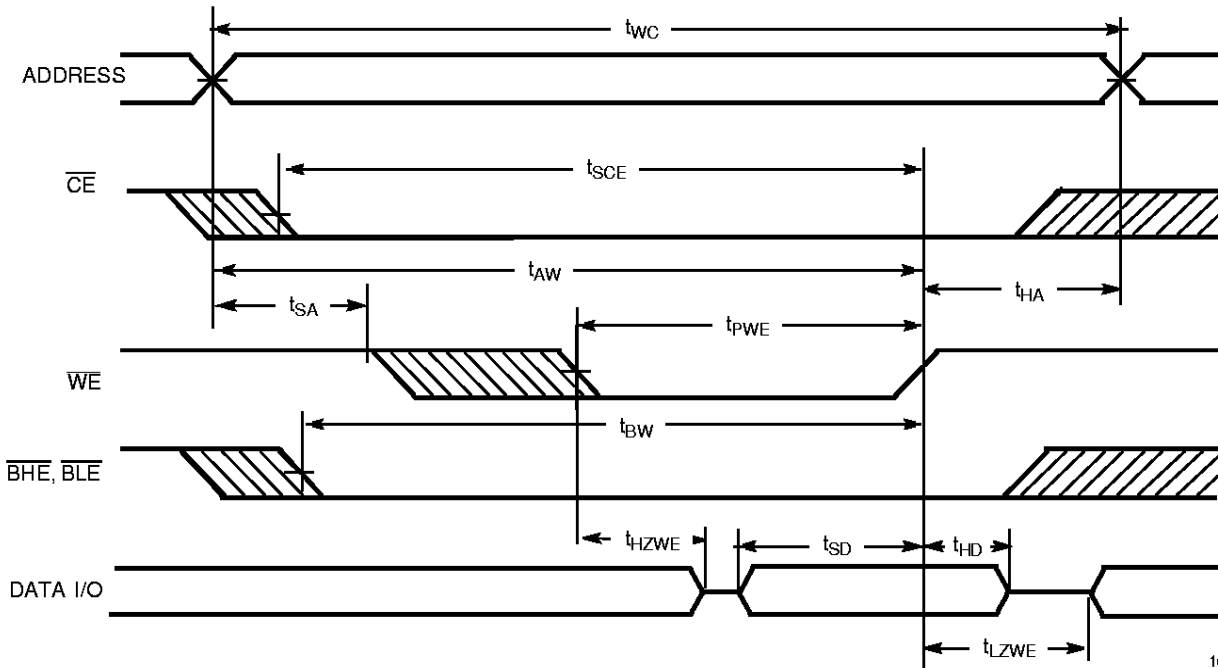 tWC
ADDRESS
tSCE
CE
tAW
tHA
tSA
tPWE
WE
tBW
BHE, BLE
tHZWE
tSD
tHD
DATA I/O
tLZWE